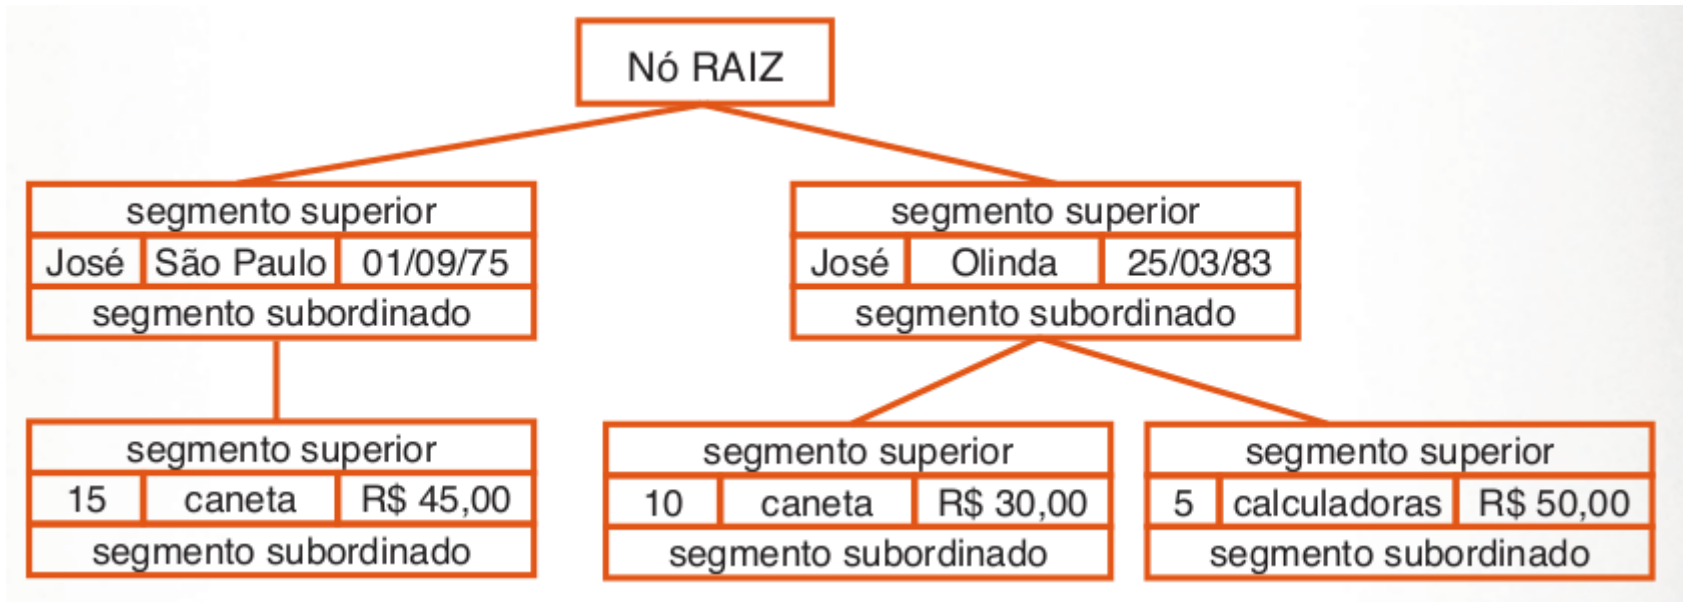 Nó RAIZ
segmento superior
José São Paulo 01/09/75
segmento subordinado
segmento superior
José Olinda 25/03/83
segmento subordinado
segmento superior
15 caneta R$ 45,00
segmento subordinado
segmento superior
10 caneta R$ 30,00
segmento subordinado
segmento superior
5 calculadoras R$ 50,00
segmento subordinado